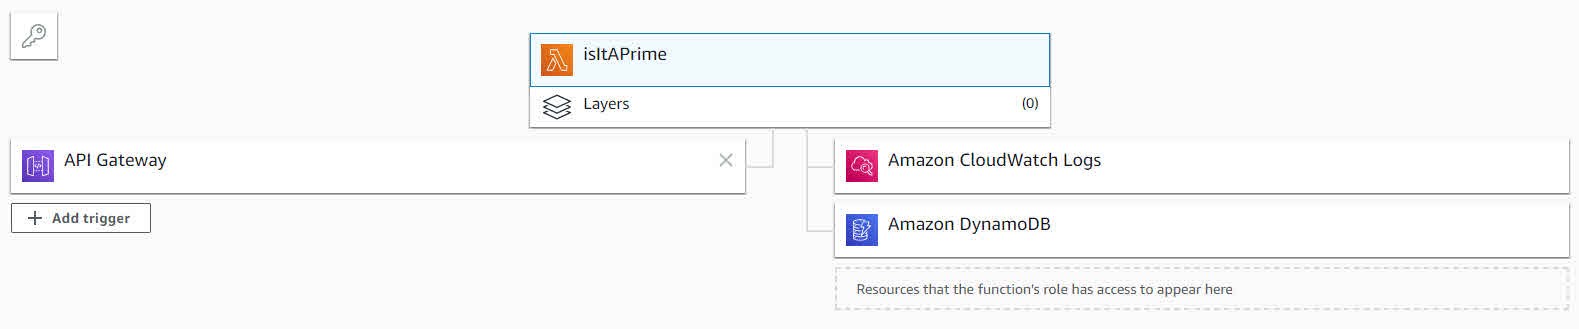 isItAPrime
Layers (0)
API Gateway
Add trigger
Amazon CloudWatch Logs
Amazon DynamoDB
Resources that the function's role has access to appear here